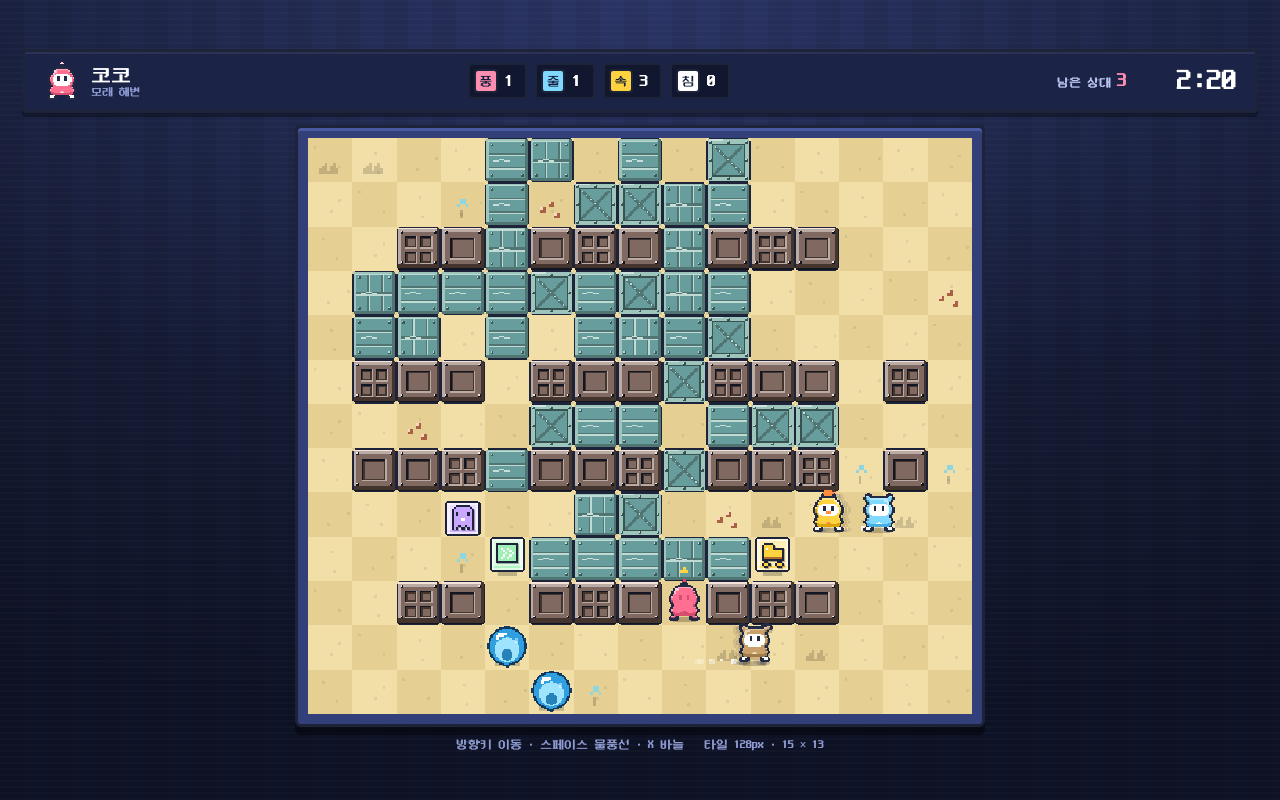 코코
모래 해변
풍 1
줄 1
속 3
침 0
남은 상대 3
2:20
방향키 이동 · 스페이스 물풍선 · X 바늘 타일 128px · 15 × 13